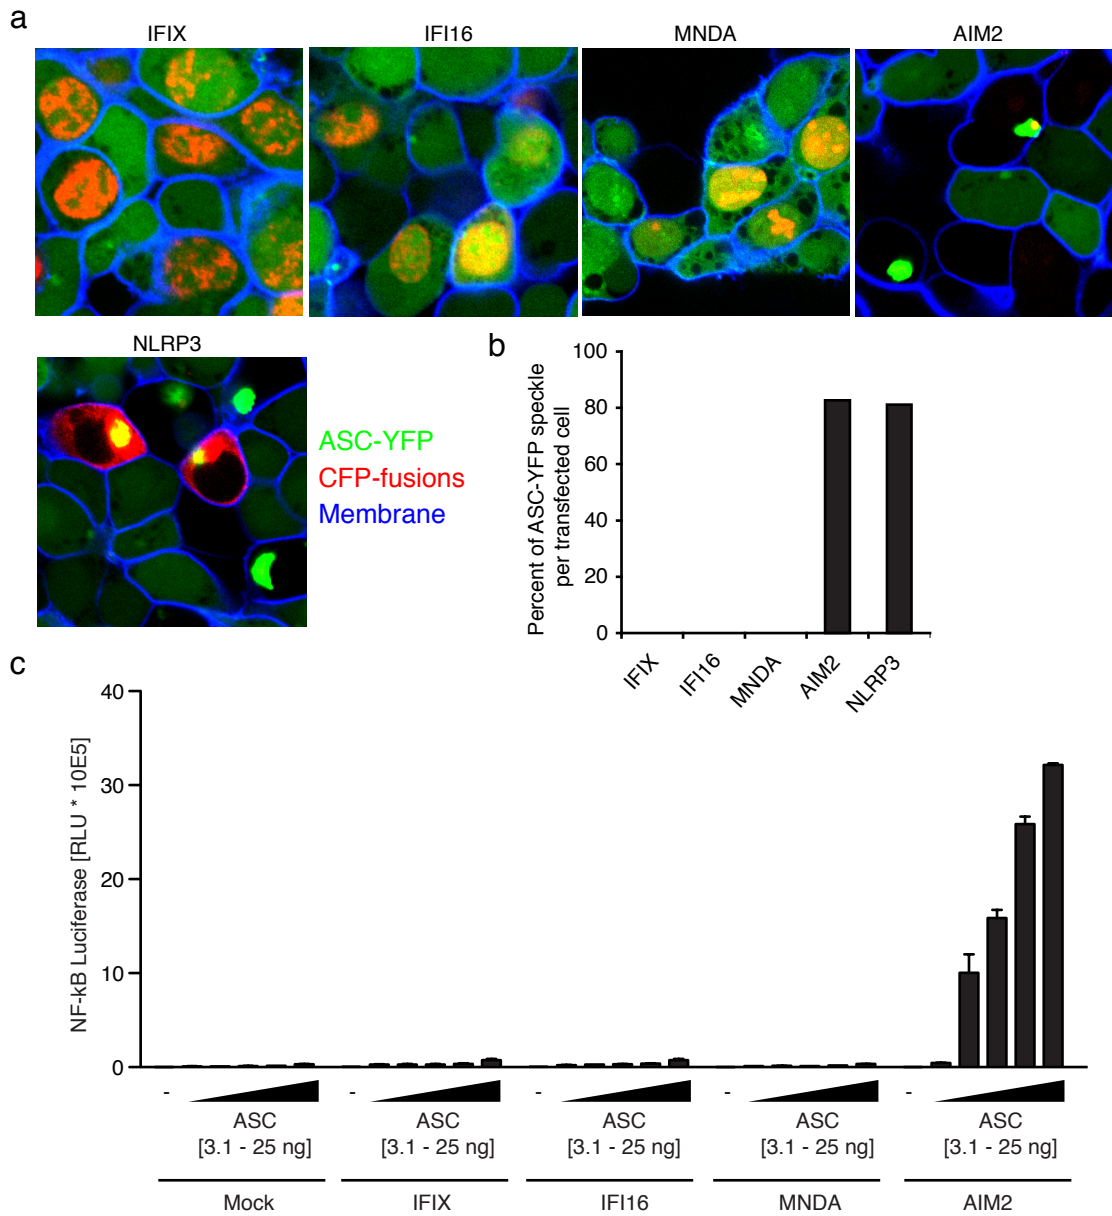 a
IFIX
IFI16
MNDA
AIM2
NLRP3
ASC-YFP
CFP-fusions
Membrane
b
Percent of ASC-YFP speckle
per transfected cell
100
80
60
40
20
0
IFIX
IFI16
MNDA
AIM2
NLRP3
c
NF-kB Luciferase [RLU * 10E5]
40
30
20
10
0
-
ASC
[3.1 - 25 ng]
Mock
-
ASC
[3.1 - 25 ng]
IFIX
-
ASC
[3.1 - 25 ng]
IFI16
-
ASC
[3.1 - 25 ng]
MNDA
-
ASC
[3.1 - 25 ng]
AIM2